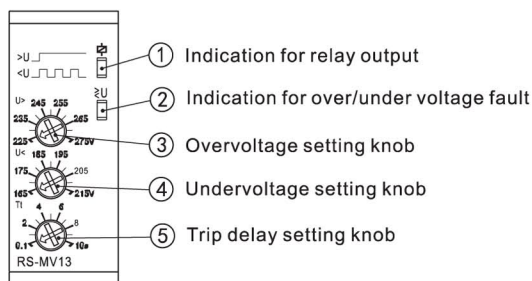 >U
<U
≷U
① Indication for relay output
② Indication for over/under voltage fault
③ Overvoltage setting knob
④ Undervoltage setting knob
⑤ Trip delay setting knob
U> 245 255
235 265
225 275V
U< 185 195
175 205
165 215V
Tt 4 6
2 8
0.1 10s
RS-MV13